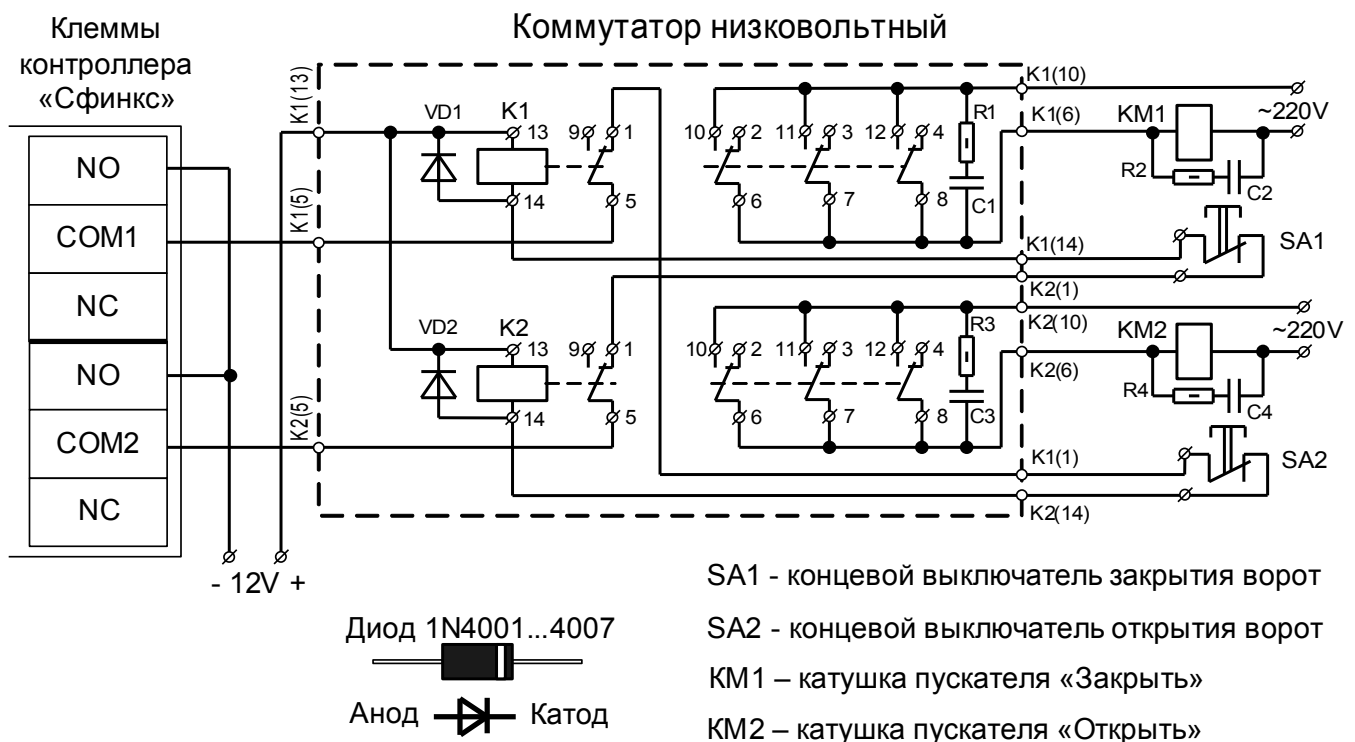 Клеммы
контроллера
«Сфинкс»
Коммутатор низковольтный
NO
COM1
NC
NO
COM2
NC
- 12V +
K1(13)
K1(5)
K2(5)
VD1
K1
13
14
9
1
5
10
2
11
3
12
4
6
7
8
R1
C1
K1(10)
K1(6)
KM1
~220V
R2
C2
K1(14)
SA1
K2(1)
VD2
K2
13
14
9
1
5
10
2
11
3
12
4
6
7
8
R3
C3
K2(10)
K2(6)
KM2
~220V
R4
C4
K1(1)
SA2
K2(14)
SA1 - концевой выключатель закрытия ворот
SA2 - концевой выключатель открытия ворот
КМ1 – катушка пускателя «Закрыть»
КМ2 – катушка пускателя «Открыть»
Диод 1N4001...4007
Анод
Катод